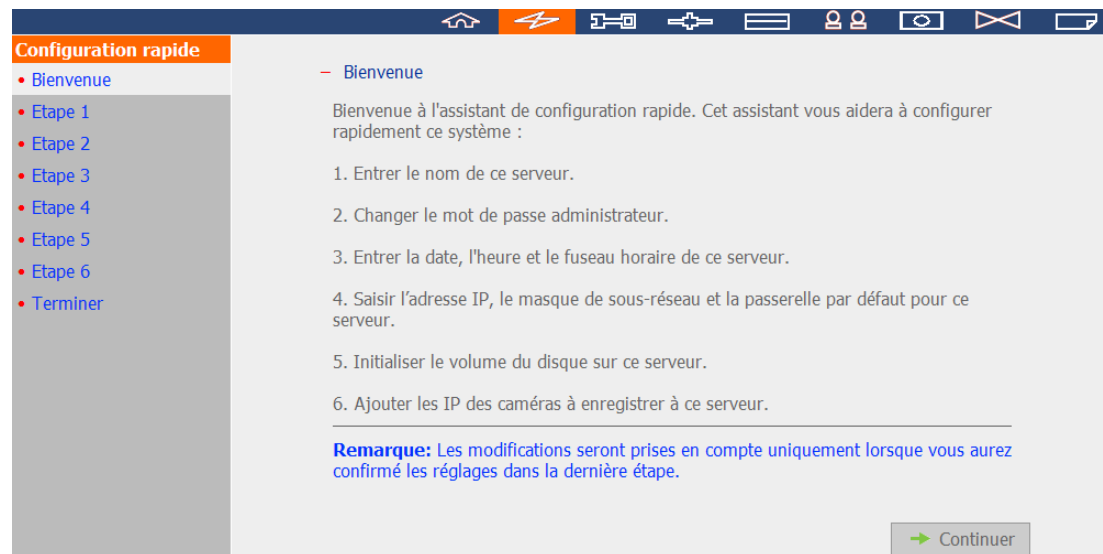 Configuration rapide
• Bienvenue
• Etape 1
• Etape 2
• Etape 3
• Etape 4
• Etape 5
• Etape 6
• Terminer
– Bienvenue
Bienvenue à l'assistant de configuration rapide. Cet assistant vous aidera à configurer
rapidement ce système :
1. Entrer le nom de ce serveur.
2. Changer le mot de passe administrateur.
3. Entrer la date, l'heure et le fuseau horaire de ce serveur.
4. Saisir l’adresse IP, le masque de sous-réseau et la passerelle par défaut pour ce
serveur.
5. Initialiser le volume du disque sur ce serveur.
6. Ajouter les IP des caméras à enregistrer à ce serveur.
Remarque: Les modifications seront prises en compte uniquement lorsque vous aurez
confirmé les réglages dans la dernière étape.
Continuer